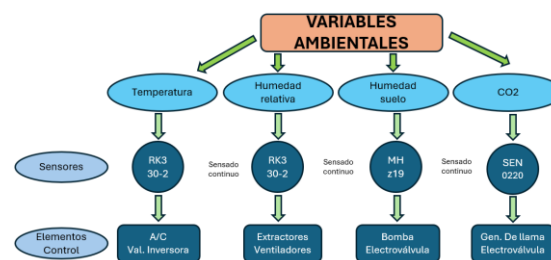 VARIABLES
AMBIENTALES
Temperatura
Humedad
relativa
Humedad
suelo
CO2
Sensores
RK3
30-2
Sensado
continuo
RK3
30-2
Sensado
continuo
MH
z19
Sensado
continuo
SEN
0220
Elementos
Control
A/C
Val. Inversora
Extractores
Ventiladores
Bomba
Electroválvula
Gen. De llama
Electroválvula